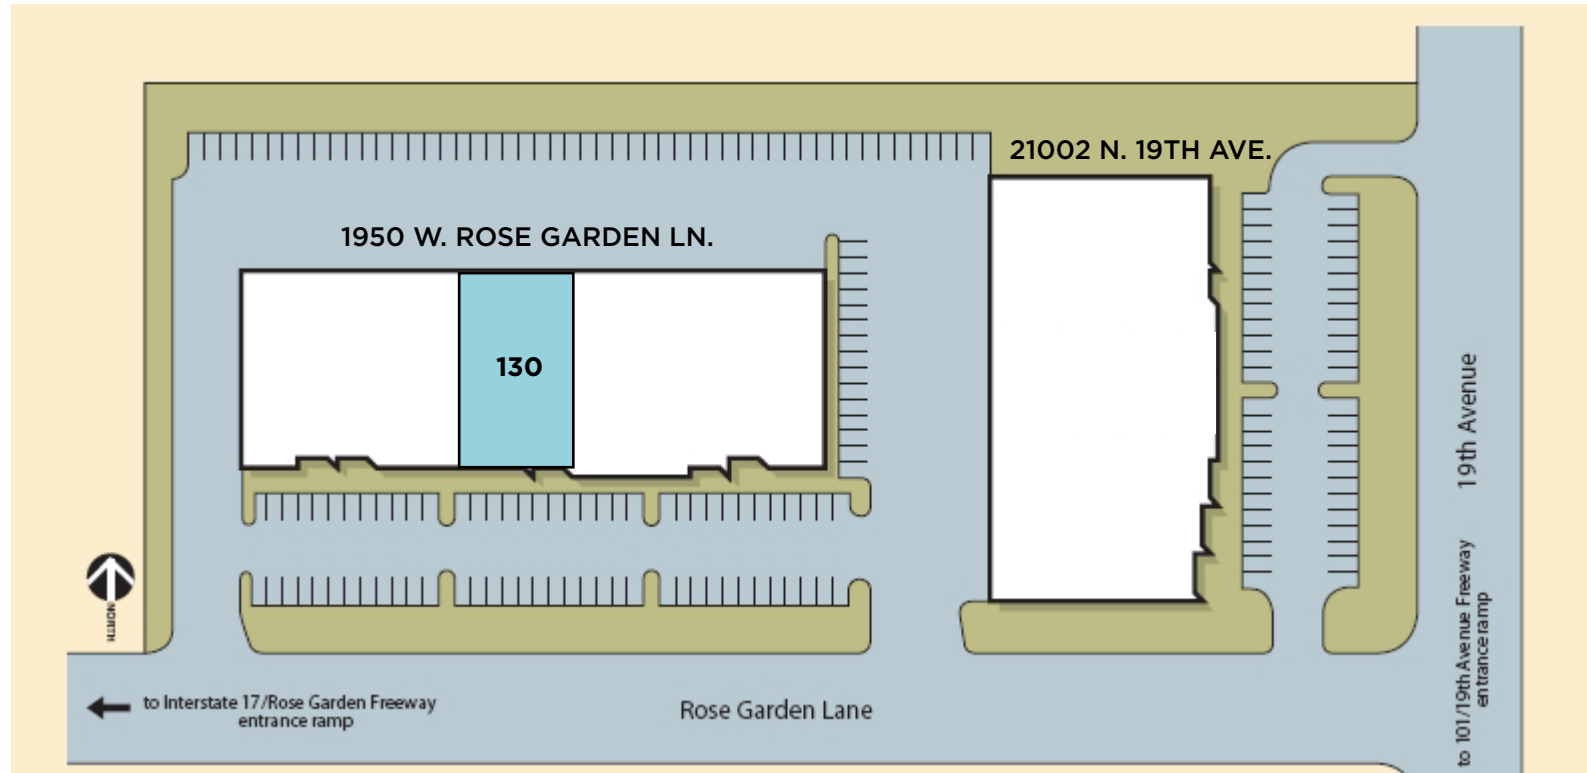 21002 N. 19TH AVE.
1950 W. ROSE GARDEN LN.
130
19th Avenue
to 101/19th Avenue Freeway
entrance ramp
NORTH
to Interstate 17/Rose Garden Freeway
entrance ramp
Rose Garden Lane